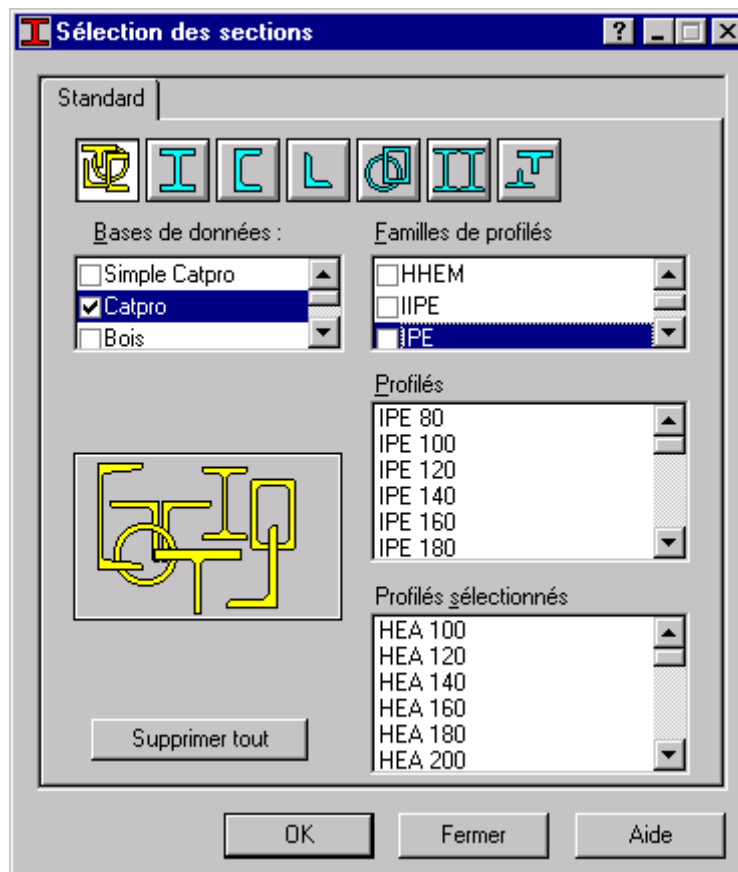 Sélection des sections
Standard
Bases de données :
Simple Catpro
Catpro
Bois
Familles de profilés
HHEM
IIPE
IPE
Profilés
IPE 80
IPE 100
IPE 120
IPE 140
IPE 160
IPE 180
Profilés sélectionnés
HEA 100
HEA 120
HEA 140
HEA 160
HEA 180
HEA 200
Supprimer tout
OK
Fermer
Aide